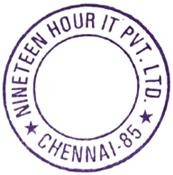 ★ NINETEEN HOUR IT PVT. LTD. ★
CHENNAI-85